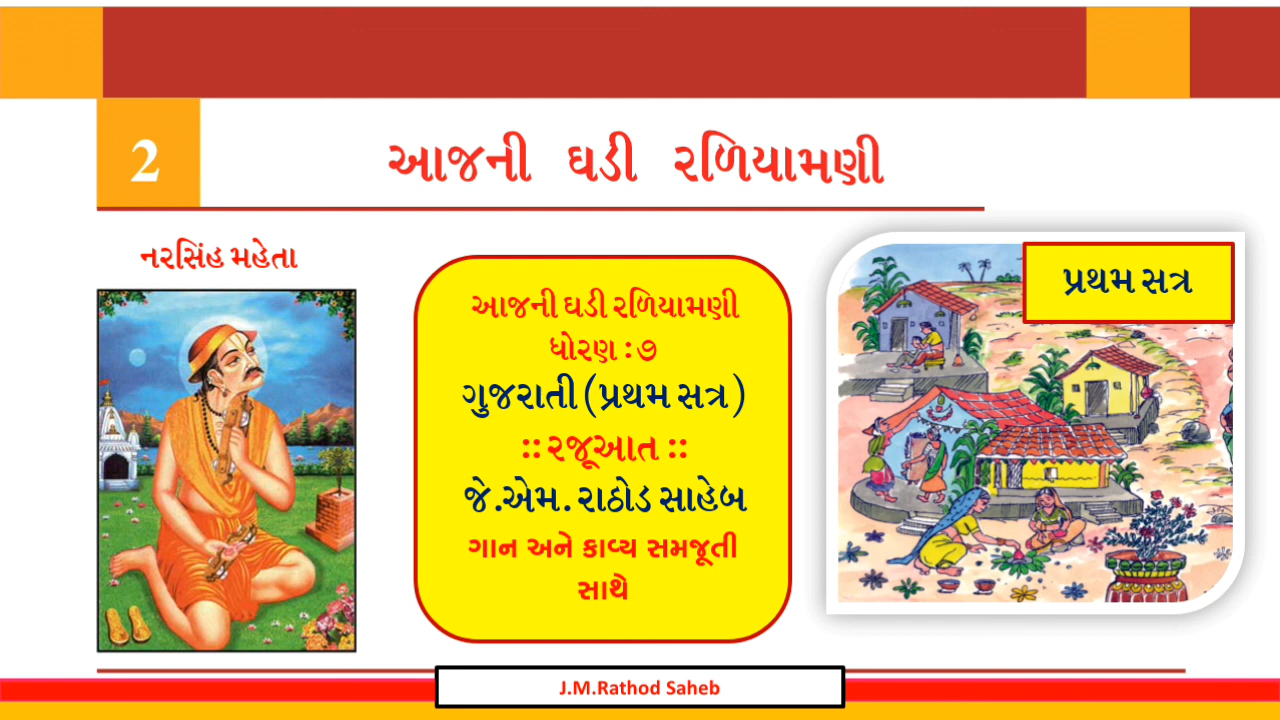 2
આજની ઘડી રળિયામણી
નરસિંહ મહેતા
આજની ઘડી રળિયામણી
ધોરણ : ૭
ગુજરાતી (પ્રથમ સત્ર)
:: રજૂઆત ::
જે.એમ. રાઠોડ સાહેબ
ગાન અને કાવ્ય સમજૂતી
સાથે
પ્રથમ સત્ર
J.M.Rathod Saheb